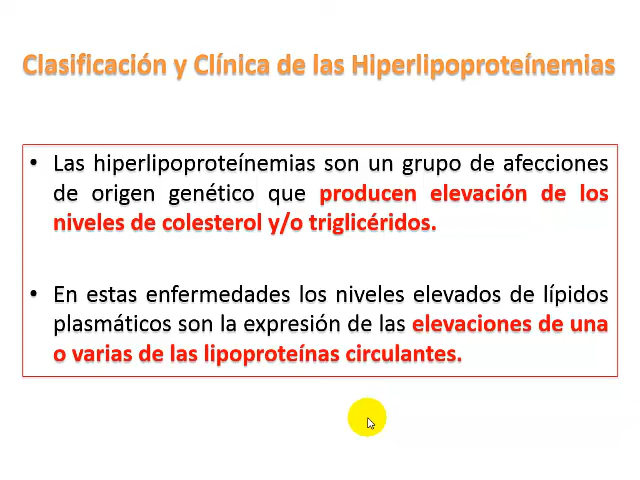 Clasificación y Clínica de las Hiperlipoproteínemias
• Las hiperlipoproteínemias son un grupo de afecciones
de origen genético que producen elevación de los
niveles de colesterol y/o triglicéridos.
• En estas enfermedades los niveles elevados de lípidos
plasmáticos son la expresión de las elevaciones de una
o varias de las lipoproteínas circulantes.